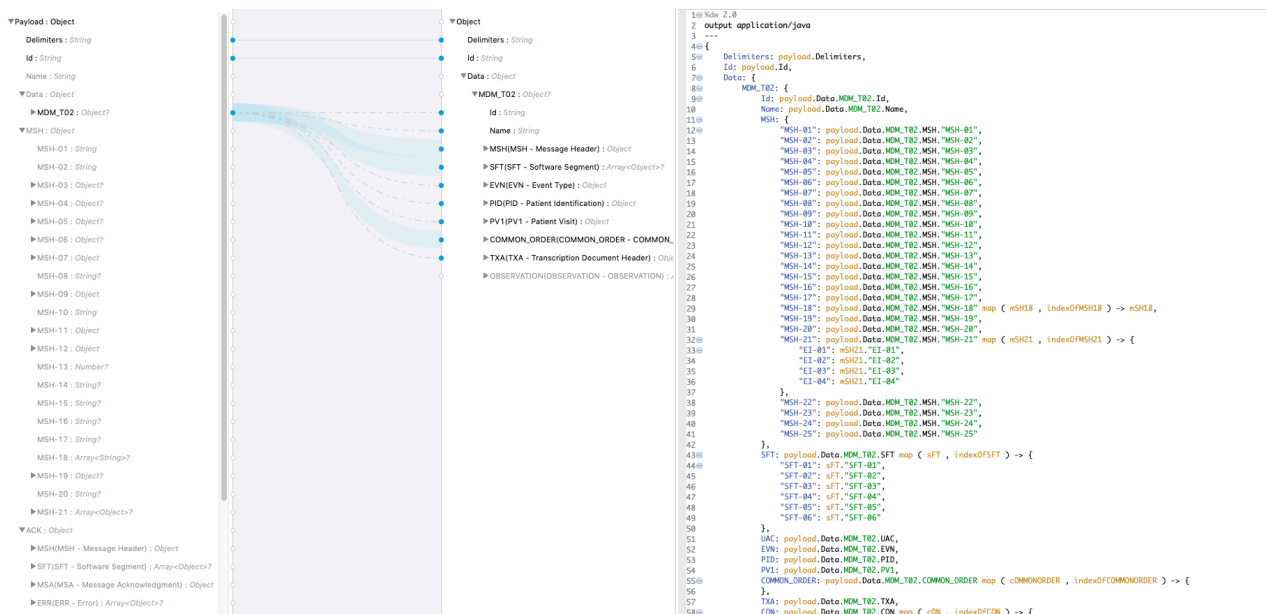 ▼Payload : Object
Delimiters : String
Id : String
Name : String
▼Data : Object
▶MDM_T02 : Object?
▼MSH : Object
MSH-01 : String
MSH-02 : String
▶MSH-03 : Object?
▶MSH-04 : Object?
▶MSH-05 : Object?
▶MSH-06 : Object?
▶MSH-07 : Object
MSH-08 : String?
▶MSH-09 : Object
MSH-10 : String
▶MSH-11 : Object
▶MSH-12 : Object
MSH-13 : Number?
MSH-14 : String?
MSH-15 : String?
MSH-16 : String?
MSH-17 : String?
MSH-18 : Array<String>?
▶MSH-19 : Object?
MSH-20 : String?
▶MSH-21 : Array<Object>?
▼ACK : Object
▶MSH(MSH - Message Header) : Object
▶SFT(SFT - Software Segment) : Array<Object>?
▶MSA(MSA - Message Acknowledgment) : Object
▶ERR(ERR - Error) : Array<Object>?
▼Object
Delimiters : String
Id : String
▼Data : Object
▼MDM_T02 : Object?
Id : String
Name : String
▶MSH(MSH - Message Header) : Object
▶SFT(SFT - Software Segment) : Array<Object>?
▶EVN(EVN - Event Type) : Object
▶PID(PID - Patient Identification) : Object
▶PV1(PV1 - Patient Visit) : Object
▶COMMON_ORDER(COMMON_ORDER - COMMON_
▶TXA(TXA - Transcription Document Header) : Obje
▶OBSERVATION(OBSERVATION - OBSERVATION) : A
1 %dw 2.0
2 output application/java
3 ---
4 {
5 Delimiters: payload.Delimiters,
6 Id: payload.Id,
7 Data: {
8 MDM_T02: {
9 Id: payload.Data.MDM_T02.Id,
10 Name: payload.Data.MDM_T02.Name,
11 MSH: {
12 "MSH-01": payload.Data.MDM_T02.MSH."MSH-01",
13 "MSH-02": payload.Data.MDM_T02.MSH."MSH-02",
14 "MSH-03": payload.Data.MDM_T02.MSH."MSH-03",
15 "MSH-04": payload.Data.MDM_T02.MSH."MSH-04",
16 "MSH-05": payload.Data.MDM_T02.MSH."MSH-05",
17 "MSH-06": payload.Data.MDM_T02.MSH."MSH-06",
18 "MSH-07": payload.Data.MDM_T02.MSH."MSH-07",
19 "MSH-08": payload.Data.MDM_T02.MSH."MSH-08",
20 "MSH-09": payload.Data.MDM_T02.MSH."MSH-09",
21 "MSH-10": payload.Data.MDM_T02.MSH."MSH-10",
22 "MSH-11": payload.Data.MDM_T02.MSH."MSH-11",
23 "MSH-12": payload.Data.MDM_T02.MSH."MSH-12",
24 "MSH-13": payload.Data.MDM_T02.MSH."MSH-13",
25 "MSH-14": payload.Data.MDM_T02.MSH."MSH-14",
26 "MSH-15": payload.Data.MDM_T02.MSH."MSH-15",
27 "MSH-16": payload.Data.MDM_T02.MSH."MSH-16",
28 "MSH-17": payload.Data.MDM_T02.MSH."MSH-17",
29 "MSH-18": payload.Data.MDM_T02.MSH."MSH-18" map ( mSH18 , indexOfMSH18 ) -> mSH18,
30 "MSH-19": payload.Data.MDM_T02.MSH."MSH-19",
31 "MSH-20": payload.Data.MDM_T02.MSH."MSH-20",
32 "MSH-21": payload.Data.MDM_T02.MSH."MSH-21" map ( mSH21 , indexOfMSH21 ) -> {
33 "EI-01": mSH21."EI-01",
34 "EI-02": mSH21."EI-02",
35 "EI-03": mSH21."EI-03",
36 "EI-04": mSH21."EI-04"
37 },
38 "MSH-22": payload.Data.MDM_T02.MSH."MSH-22",
39 "MSH-23": payload.Data.MDM_T02.MSH."MSH-23",
40 "MSH-24": payload.Data.MDM_T02.MSH."MSH-24",
41 "MSH-25": payload.Data.MDM_T02.MSH."MSH-25"
42 },
43 SFT: payload.Data.MDM_T02.SFT map ( sFT , indexOfSFT ) -> {
44 "SFT-01": sFT."SFT-01",
45 "SFT-02": sFT."SFT-02",
46 "SFT-03": sFT."SFT-03",
47 "SFT-04": sFT."SFT-04",
48 "SFT-05": sFT."SFT-05",
49 "SFT-06": sFT."SFT-06"
50 },
51 UAC: payload.Data.MDM_T02.UAC,
52 EVN: payload.Data.MDM_T02.EVN,
53 PID: payload.Data.MDM_T02.PID,
54 PV1: payload.Data.MDM_T02.PV1,
55 COMMON_ORDER: payload.Data.MDM_T02.COMMON_ORDER map ( cOMMONORDER , indexOfCOMMONORDER ) -> {
56 },
57 TXA: payload.Data.MDM_T02.TXA,
58 CON: payload.Data.MDM_T02.CON map ( cON , indexOfCON ) -> {